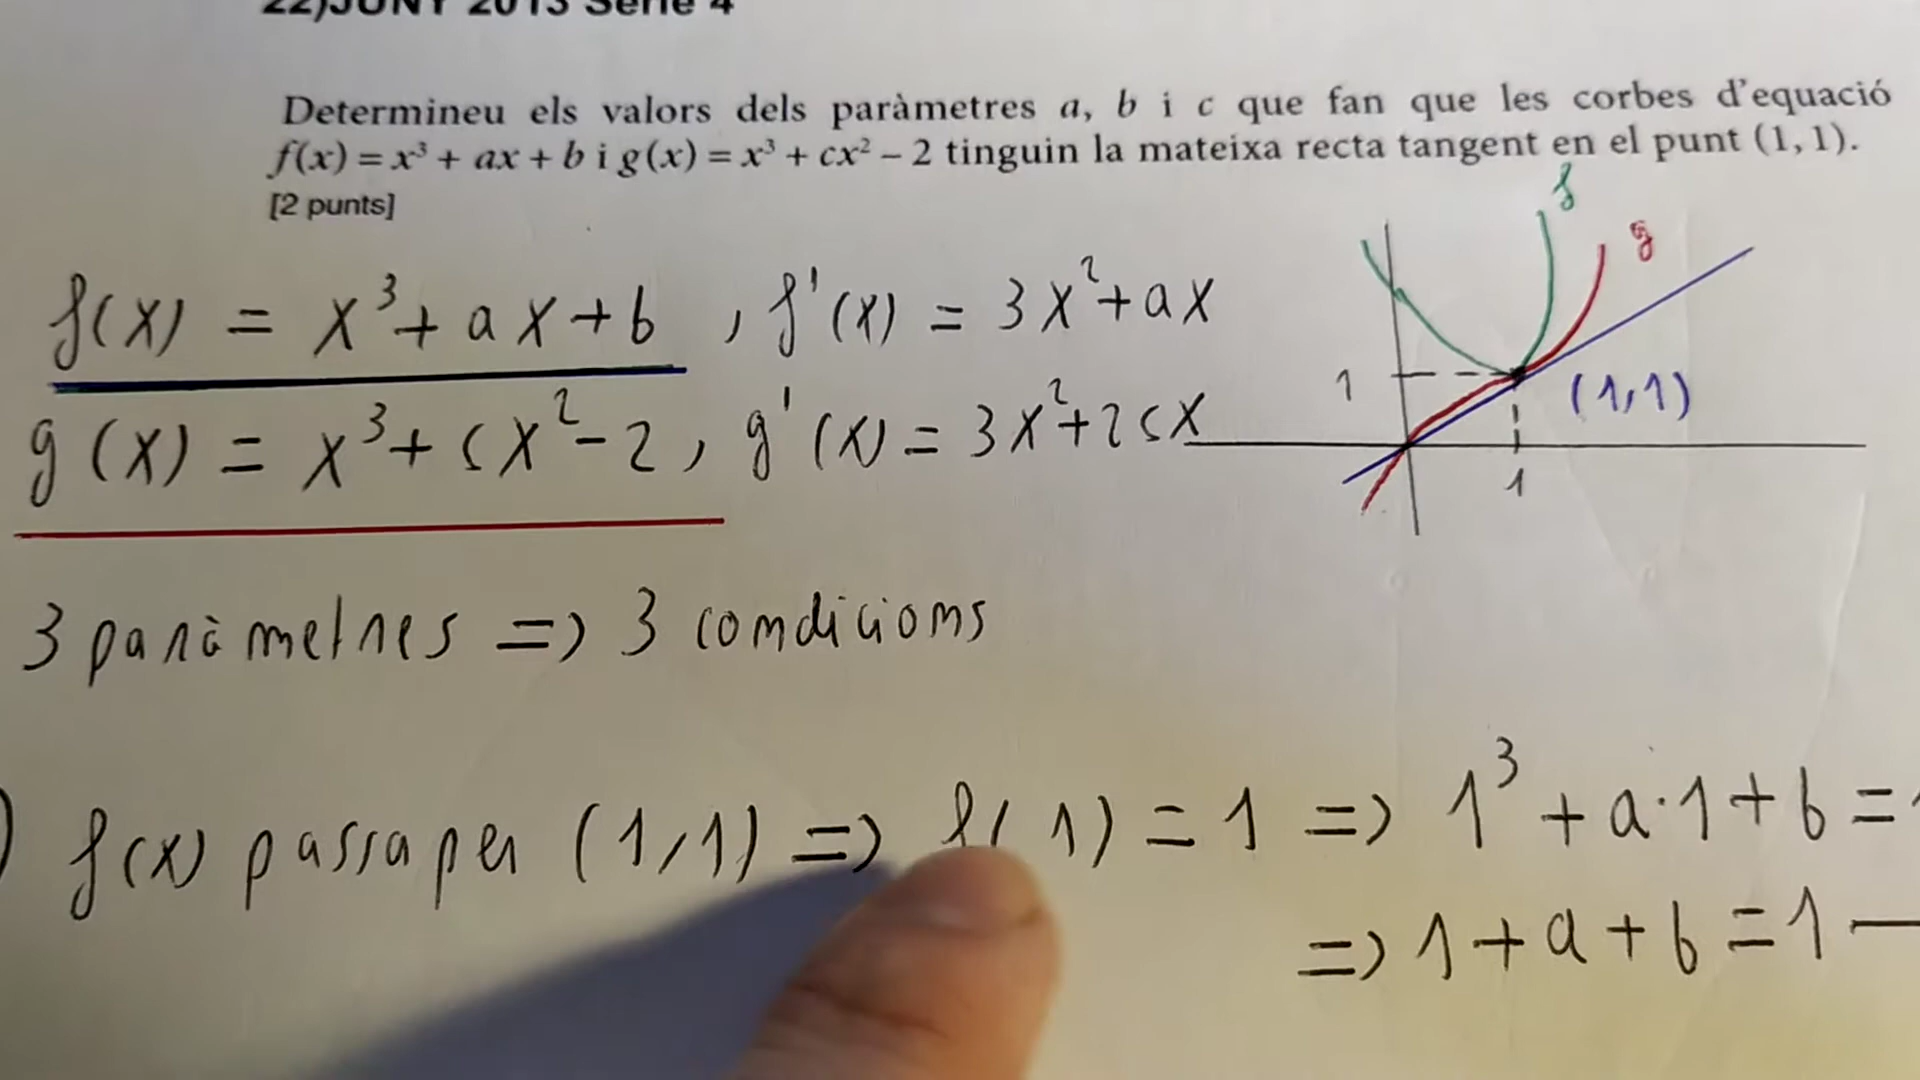 22) JUNY 2013 Sèrie 4
Determineu els valors dels paràmetres a, b i c que fan que les corbes d'equació
f(x) = x³ + ax + b i g(x) = x³ + cx² – 2 tinguin la mateixa recta tangent en el punt (1, 1).
[2 punts]
f(x) = x³ + ax + b , f'(x) = 3x² + ax
g(x) = x³ + cx² - 2 , g'(x) = 3x² + 2cx
f
g
1
(1,1)
1
3 paràmetres => 3 condicions
) f(x) passa per (1,1) => f(1) = 1 => 1³ + a·1 + b = 1
=> 1 + a + b = 1 —